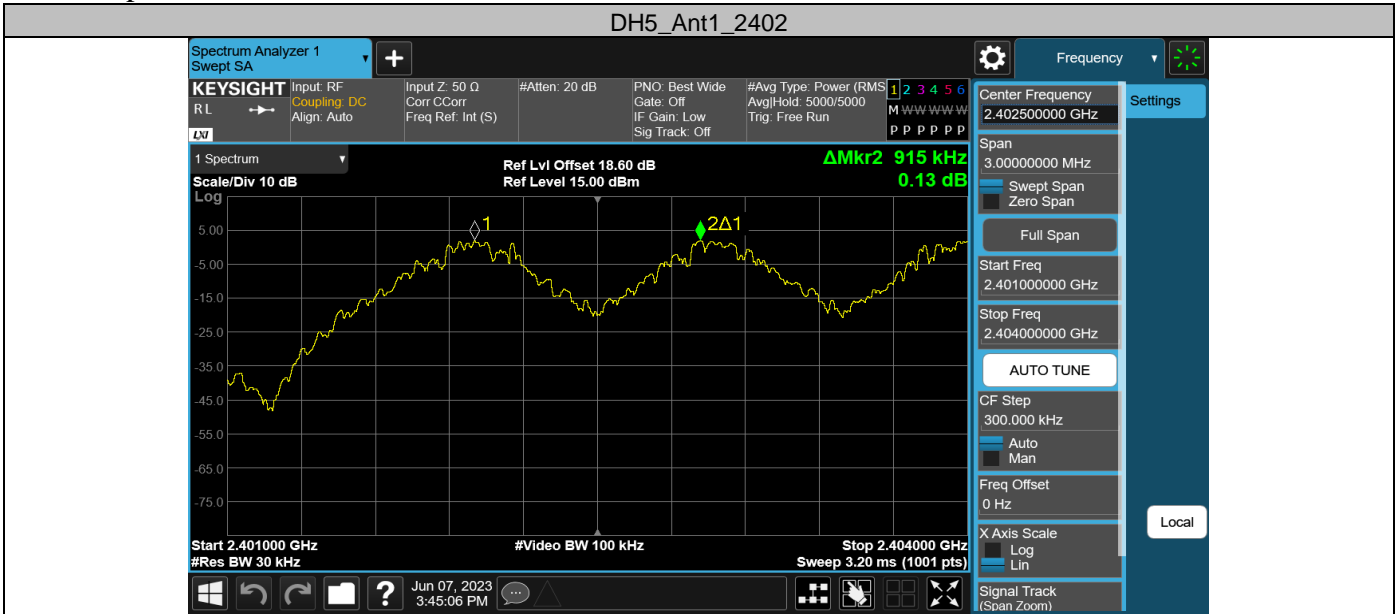 DH5_Ant1_2402
Spectrum Analyzer 1
Swept SA
Frequency
KEYSIGHT
R L
LXI
Input: RF
Coupling: DC
Align: Auto
Input Z: 50 Ω
Corr CCorr
Freq Ref: Int (S)
#Atten: 20 dB
PNO: Best Wide
Gate: Off
IF Gain: Low
Sig Track: Off
#Avg Type: Power (RMS
Avg|Hold: 5000/5000
Trig: Free Run
1 2 3 4 5 6
M W W W W W
P P P P P P
1 Spectrum
Scale/Div 10 dB
Log
Ref Lvl Offset 18.60 dB
Ref Level 15.00 dBm
ΔMkr2 915 kHz
0.13 dB
1
2Δ1
5.00
-5.00
-15.0
-25.0
-35.0
-45.0
-55.0
-65.0
-75.0
Start 2.401000 GHz
#Res BW 30 kHz
#Video BW 100 kHz
Stop 2.404000 GHz
Sweep 3.20 ms (1001 pts)
Center Frequency
2.402500000 GHz
Span
3.00000000 MHz
Swept Span
Zero Span
Full Span
Start Freq
2.401000000 GHz
Stop Freq
2.404000000 GHz
AUTO TUNE
CF Step
300.000 kHz
Auto
Man
Freq Offset
0 Hz
X Axis Scale
Log
Lin
Signal Track
(Span Zoom)
Settings
Local
?
Jun 07, 2023
3:45:06 PM